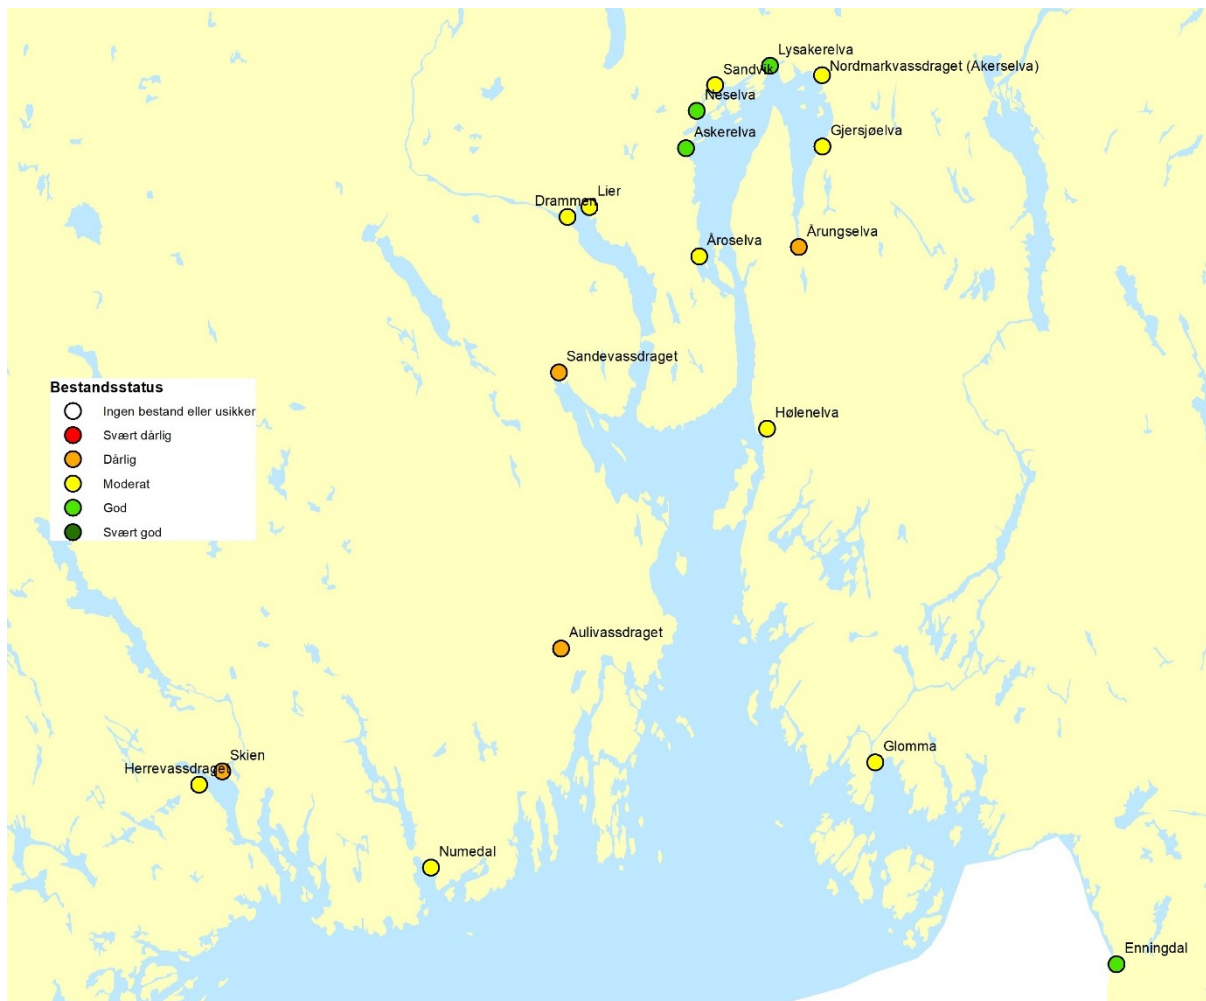 Lysakerelva
Nordmarkvassdraget (Akerselva)
Sandvik
Neselva
Askerelva
Gjersjøelva
Lier
Drammen
Årungselva
Åroselva
Sandevassdraget
Hølenelva
Bestandsstatus
Ingen bestand eller usikker
Svært dårlig
Dårlig
Moderat
God
Svært god
Aulivassdraget
Glomma
Skien
Herrevassdraget
Numedal
Enningdal